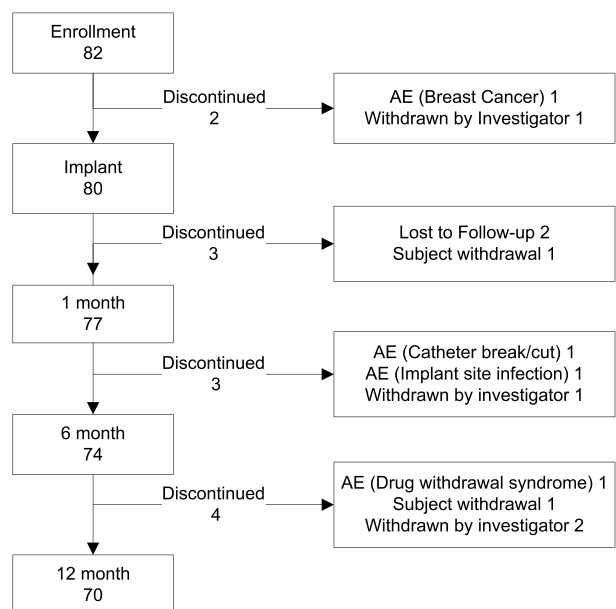 Enrollment
82
Discontinued
2
AE (Breast Cancer) 1
Withdrawn by Investigator 1
Implant
80
Discontinued
3
Lost to Follow-up 2
Subject withdrawal 1
1 month
77
Discontinued
3
AE (Catheter break/cut) 1
AE (Implant site infection) 1
Withdrawn by investigator 1
6 month
74
Discontinued
4
AE (Drug withdrawal syndrome) 1
Subject withdrawal 1
Withdrawn by investigator 2
12 month
70